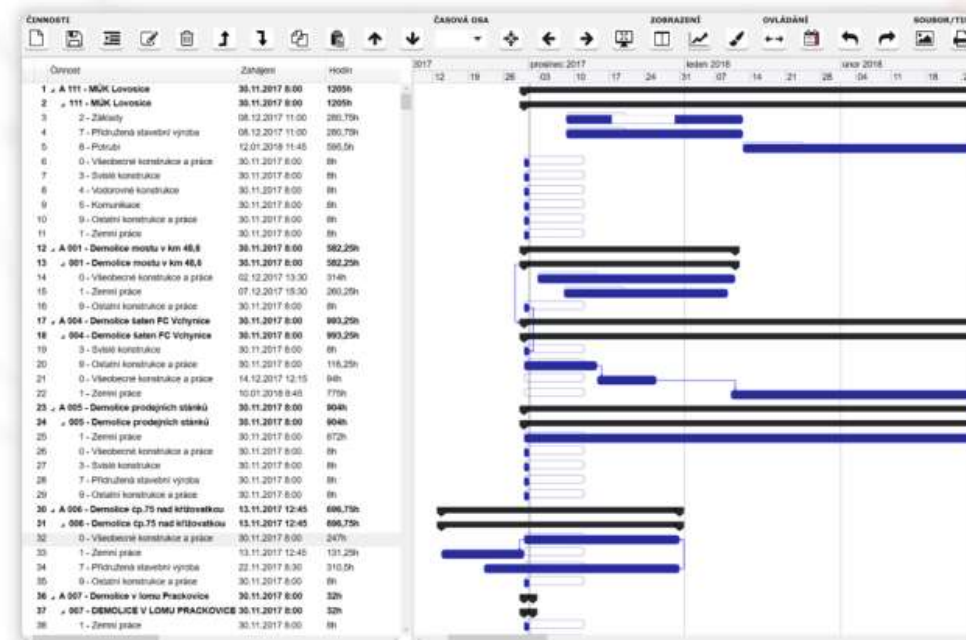 ČINNOSTI ČASOVÁ OSA ZOBRAZENÍ OVLÁDÁNÍ
Činnost Zahájení Hodin 2017 prosinec 2017 leden 2018 únor 2018
12 19 26 03 10 17 24 31 07 14 21 28 04 11 18
1 A 111 - MÚK Lovosice 30.11.2017 8:00 1205h
2 111 - MÚK Lovosice 30.11.2017 8:00 1205h
3 2 - Základy 08.12.2017 11:00 280,75h
4 7 - Přidružená stavební výroba 08.12.2017 11:00 280,75h
5 8 - Potrubí 12.01.2018 11:45 595,5h
6 0 - Všeobecné konstrukce a práce 30.11.2017 8:00 8h
7 3 - Svislé konstrukce 30.11.2017 8:00 8h
8 4 - Vodorovné konstrukce 30.11.2017 8:00 8h
9 5 - Komunikace 30.11.2017 8:00 8h
10 9 - Ostatní konstrukce a práce 30.11.2017 8:00 8h
11 1 - Zemní práce 30.11.2017 8:00 8h
12 A 001 - Demolice mostu v km 48,8 30.11.2017 8:00 582,25h
13 001 - Demolice mostu v km 48,8 30.11.2017 8:00 582,25h
14 0 - Všeobecné konstrukce a práce 02.12.2017 13:30 314h
15 1 - Zemní práce 07.12.2017 15:30 260,25h
16 9 - Ostatní konstrukce a práce 30.11.2017 8:00 8h
17 A 004 - Demolice šaten FC Vchynice 30.11.2017 8:00 993,25h
18 004 - Demolice šaten FC Vchynice 30.11.2017 8:00 993,25h
19 3 - Svislé konstrukce 30.11.2017 8:00 8h
20 9 - Ostatní konstrukce a práce 30.11.2017 8:00 116,25h
21 0 - Všeobecné konstrukce a práce 14.12.2017 12:15 94h
22 1 - Zemní práce 10.01.2018 8:45 775h
23 A 005 - Demolice prodejních stánků 30.11.2017 8:00 904h
24 005 - Demolice prodejních stánků 30.11.2017 8:00 904h
25 1 - Zemní práce 30.11.2017 8:00 872h
26 0 - Všeobecné konstrukce a práce 30.11.2017 8:00 8h
27 3 - Svislé konstrukce 30.11.2017 8:00 8h
28 7 - Přidružená stavební výroba 30.11.2017 8:00 8h
29 9 - Ostatní konstrukce a práce 30.11.2017 8:00 8h
30 A 006 - Demolice čp.75 nad křižovatkou 13.11.2017 12:45 696,75h
31 006 - Demolice čp.75 nad křižovatkou 13.11.2017 12:45 696,75h
32 0 - Všeobecné konstrukce a práce 30.11.2017 8:00 247h
33 1 - Zemní práce 13.11.2017 12:45 131,25h
34 7 - Přidružená stavební výroba 22.11.2017 8:30 310,5h
35 9 - Ostatní konstrukce a práce 30.11.2017 8:00 8h
36 A 007 - Demolice v lomu Prackovice 30.11.2017 8:00 32h
37 007 - DEMOLICE V LOMU PRACKOVICE 30.11.2017 8:00 32h
38 1 - Zemní práce 30.11.2017 8:00 8h